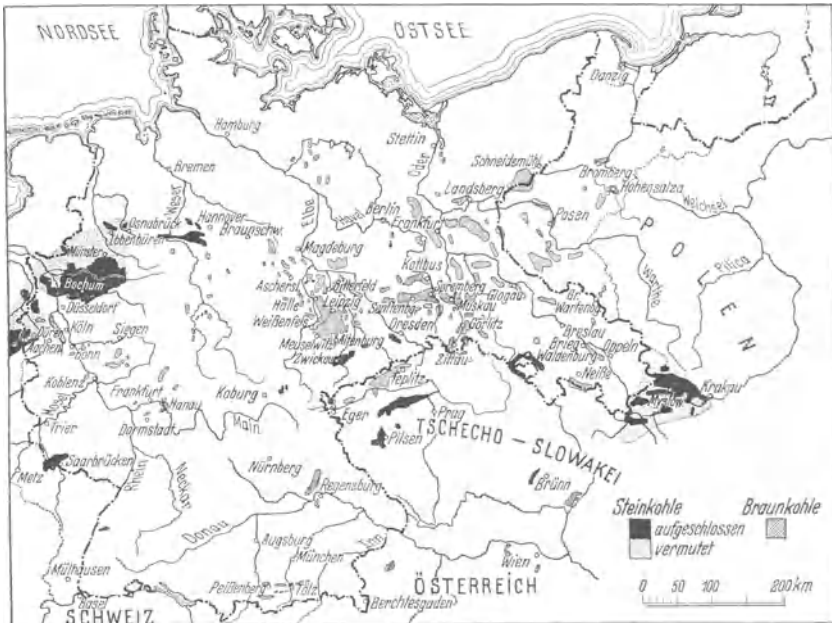 NORDSEE
OSTSEE
Danzig
Hamburg
Stettin
Oder
Schneidemühl
Bromberg
Hohensalza
Weichsel
Bremen
Weser
Elbe
Havel
Berlin
Landsberg
Frankfurt
Posen
POLEN
Warthe
Pilica
Osnabrück
Ibbenbüren
Hannover
Braunschw.
Magdeburg
Münster
Bochum
Düsseldorf
Köln
Siegen
Düren
Aachen
Bonn
Aschersl.
Halle
Bitterfeld
Leipzig
Weißenfels
Kottbus
Senftenbg.
Spremberg
Muskau
Glogau
Görlitz
Dresden
Meuselwitz
Altenburg
Zwickau
Zittau
Gr. Wartenbg.
Breslau
Brieg
Oppeln
Waldenburg
Neiße
Krakau
Koblenz
Mosel
Trier
Frankfurt
Hanau
Darmstadt
Main
Koburg
Teplitz
Eger
Prag
Pilsen
TSCHECHO-SLOWAKEI
Brünn
Metz
Saarbrücken
Rhein
Neckar
Nürnberg
Regensburg
Donau
Augsburg
München
Inn
Wien
Mülhausen
Basel
Peißenberg
Tölz
Berchtesgaden
SCHWEIZ
ÖSTERREICH
Steinkohle
Braunkohle
aufgeschlossen
vermutet
0 50 100 200 km